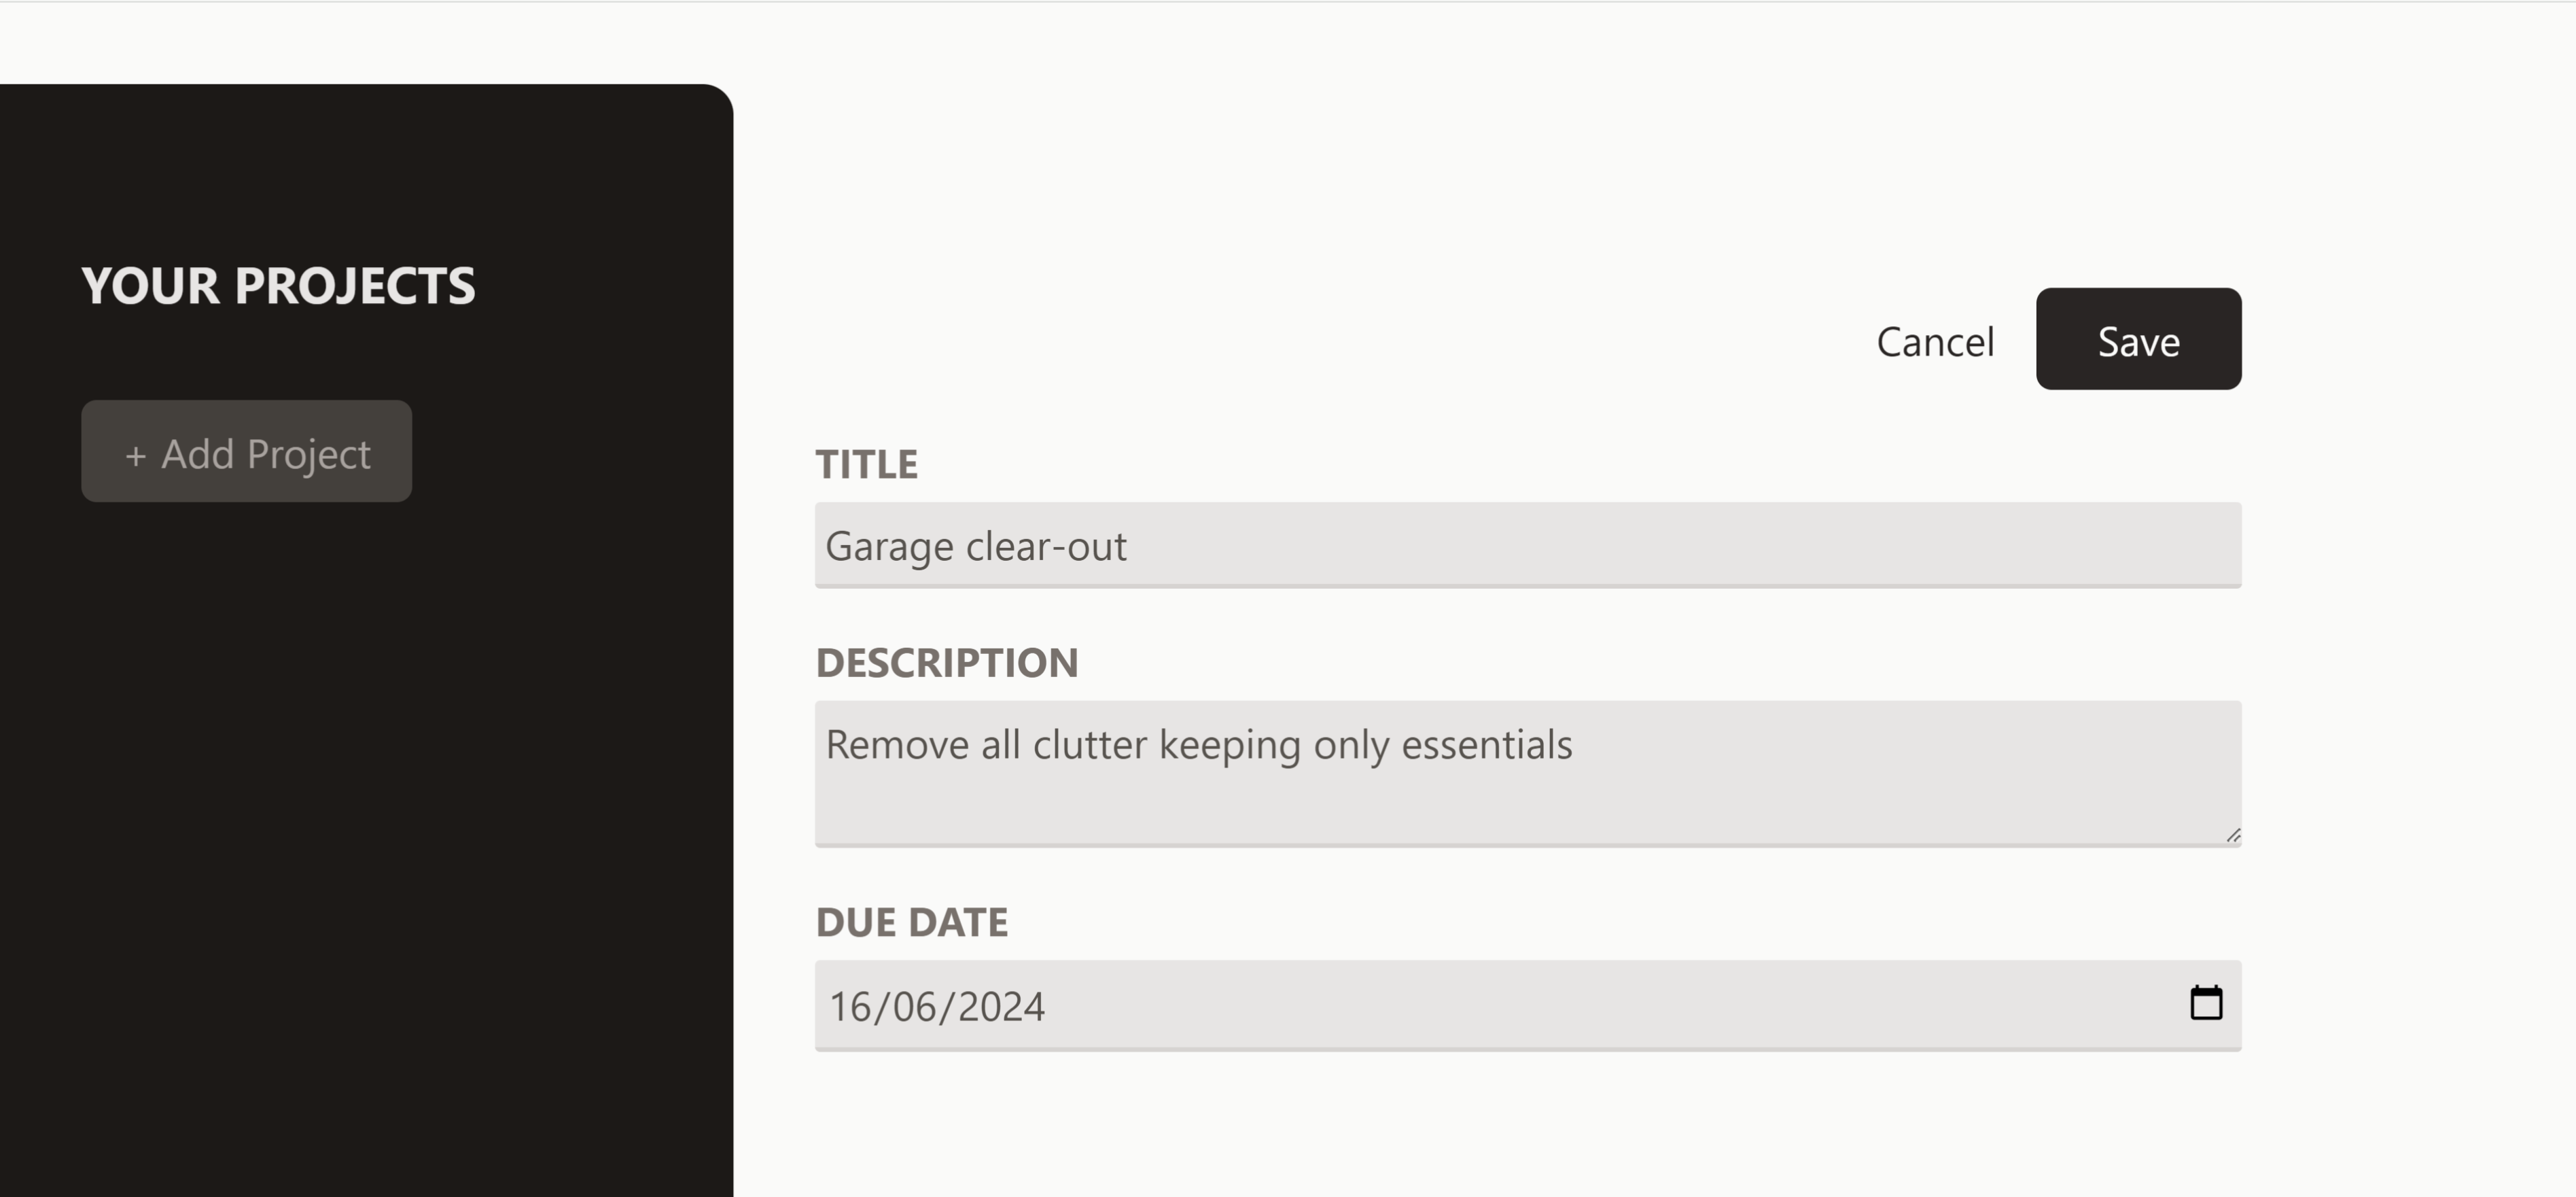 YOUR PROJECTS
+ Add Project
Cancel
Save
TITLE
Garage clear-out
DESCRIPTION
Remove all clutter keeping only essentials
DUE DATE
16/06/2024